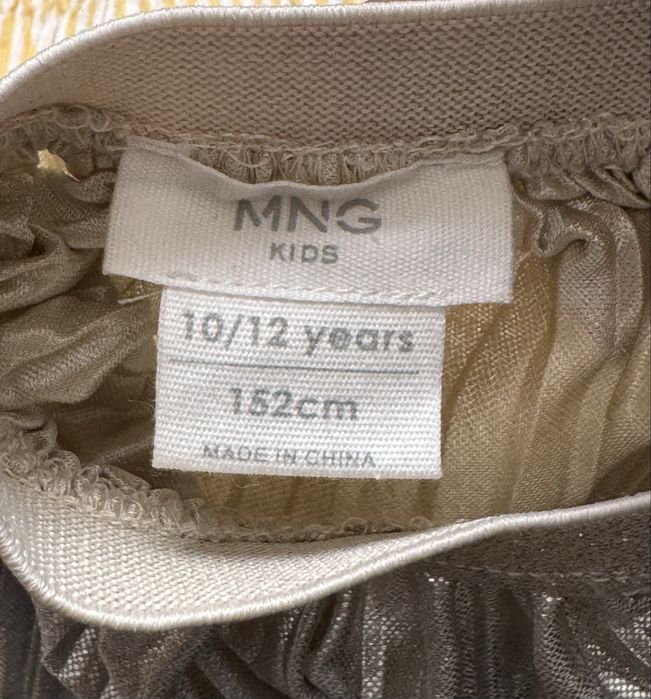 MNG
KIDS
10/12 years
152cm
MADE IN CHINA